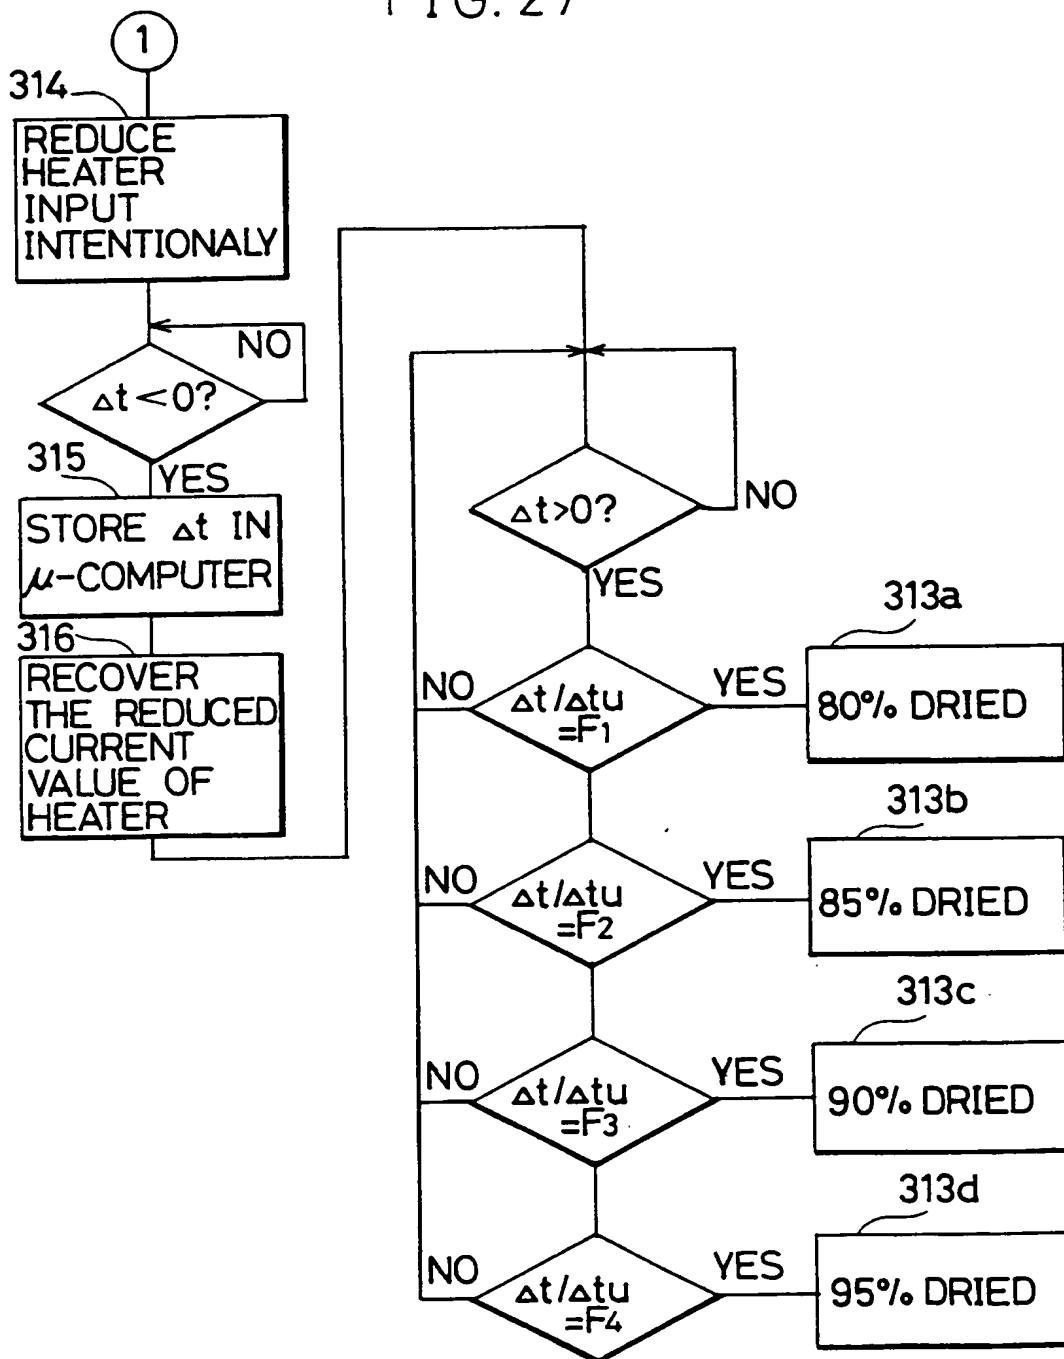 FIG. 27
1
314
REDUCE
HEATER
INPUT
INTENTIONALY
NO
Δt<0?
315
YES
STORE Δt IN
μ-COMPUTER
316
RECOVER
THE REDUCED
CURRENT
VALUE OF
HEATER
Δt>0?
NO
YES
313a
NO
Δt/Δtu
=F1
YES
80% DRIED
313b
NO
Δt/Δtu
=F2
YES
85% DRIED
313c
NO
Δt/Δtu
=F3
YES
90% DRIED
313d
NO
Δt/Δtu
=F4
YES
95% DRIED